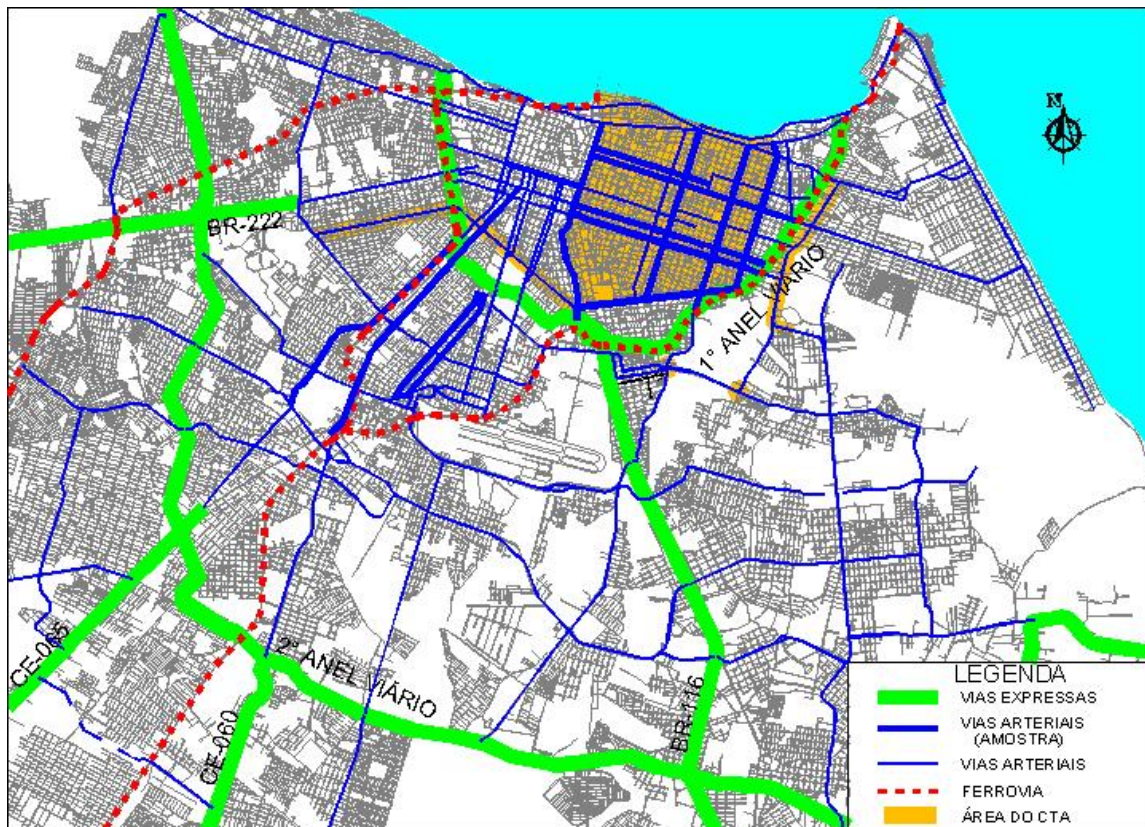 N
BR-222
1° ANEL VIÁRIO
CE-065
2° ANEL VIÁRIO
CE-060
BR-116
LEGENDA
VIAS EXPRESSAS
VIAS ARTERIAIS
(AMOSTRA)
VIAS ARTERIAIS
FERROVIA
ÁREA DO CTA